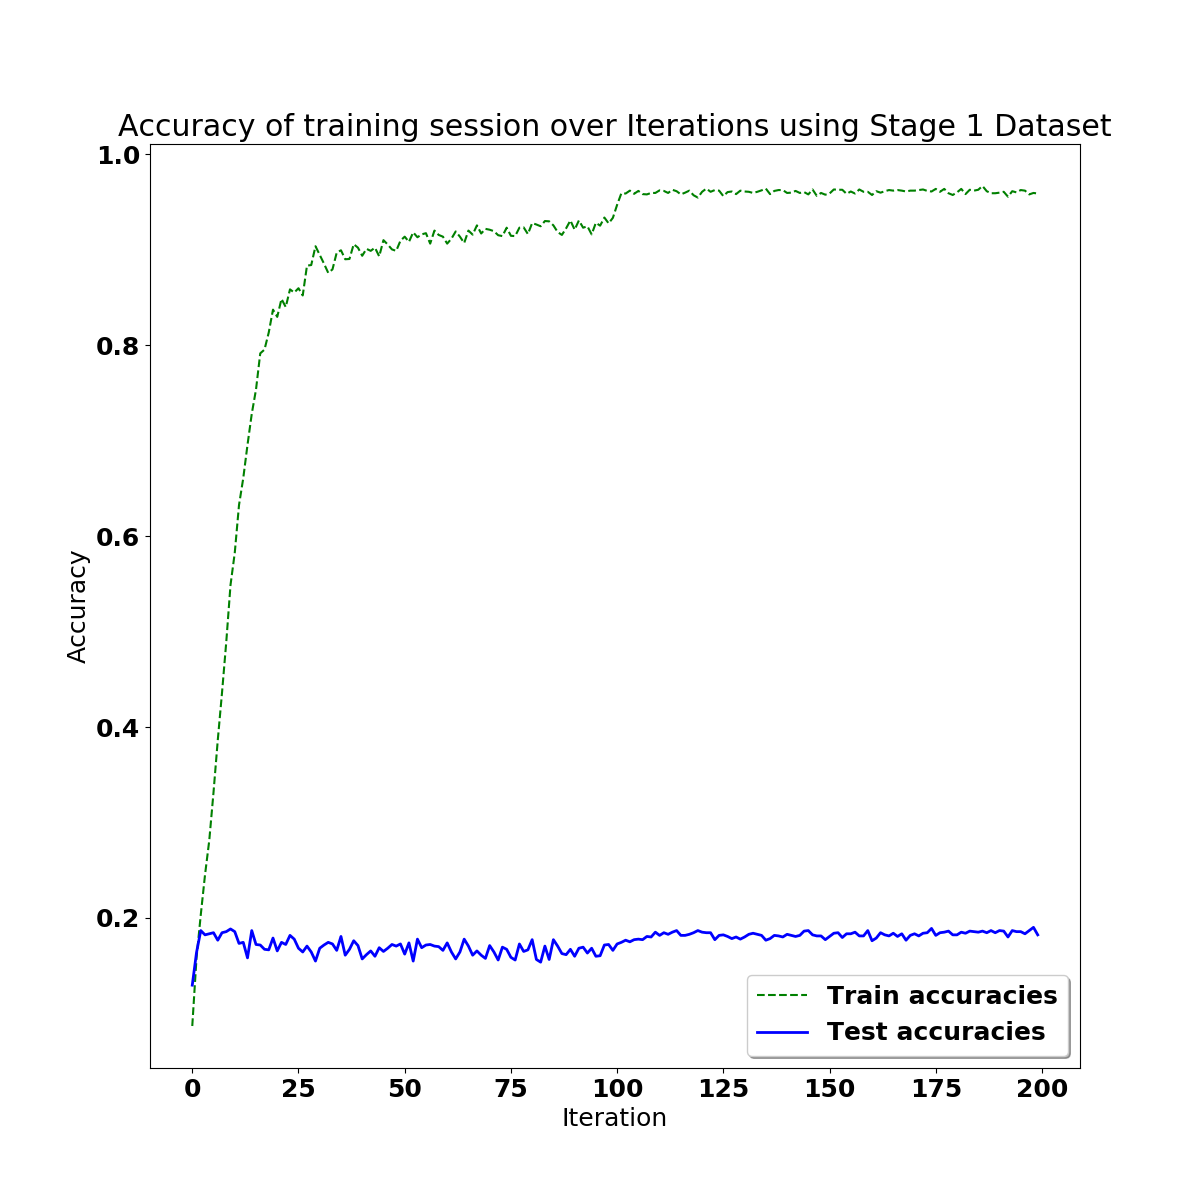 Accuracy of training session over Iterations using Stage 1 Dataset
1.0
0.8
0.6
0.4
0.2
Accuracy
Train accuracies
Test accuracies
0 25 50 75 100 125 150 175 200
Iteration